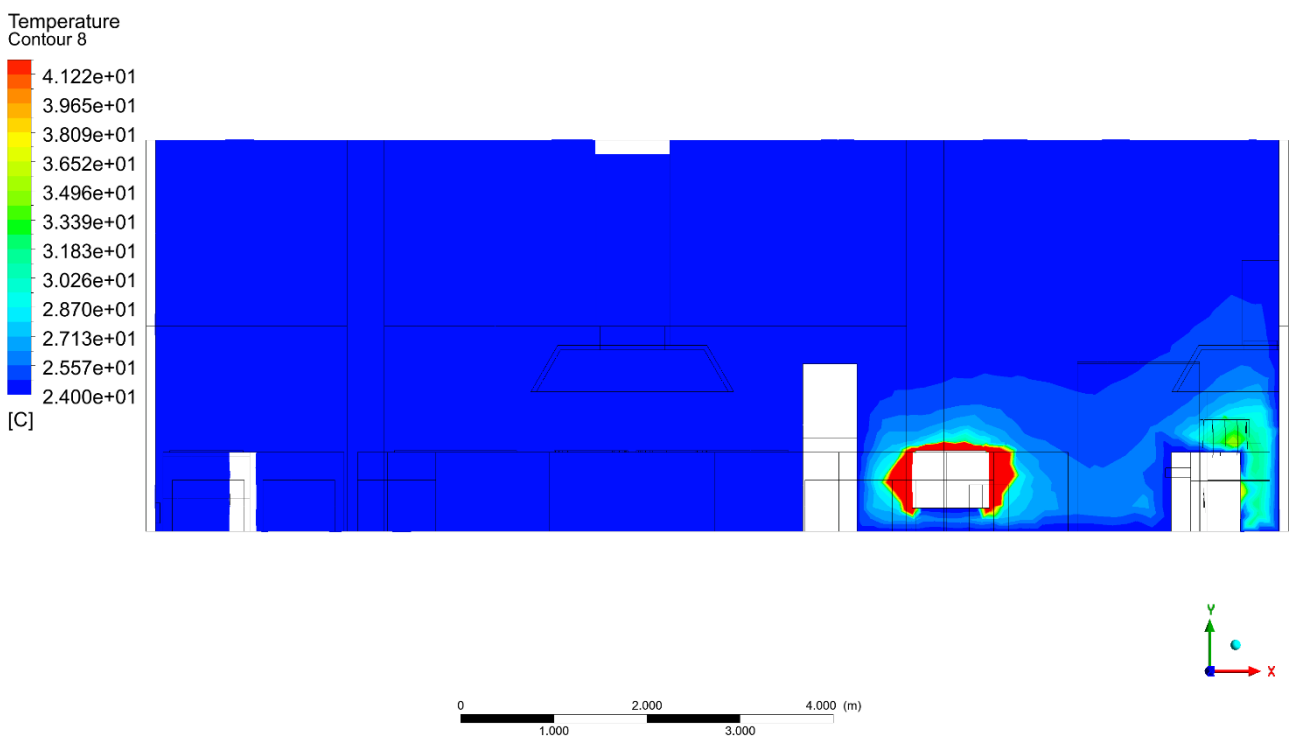 Temperature
Contour 8
4.122e+01
3.965e+01
3.809e+01
3.652e+01
3.496e+01
3.339e+01
3.183e+01
3.026e+01
2.870e+01
2.713e+01
2.557e+01
2.400e+01
[C]
Y
X
0 2.000 4.000 (m)
1.000 3.000